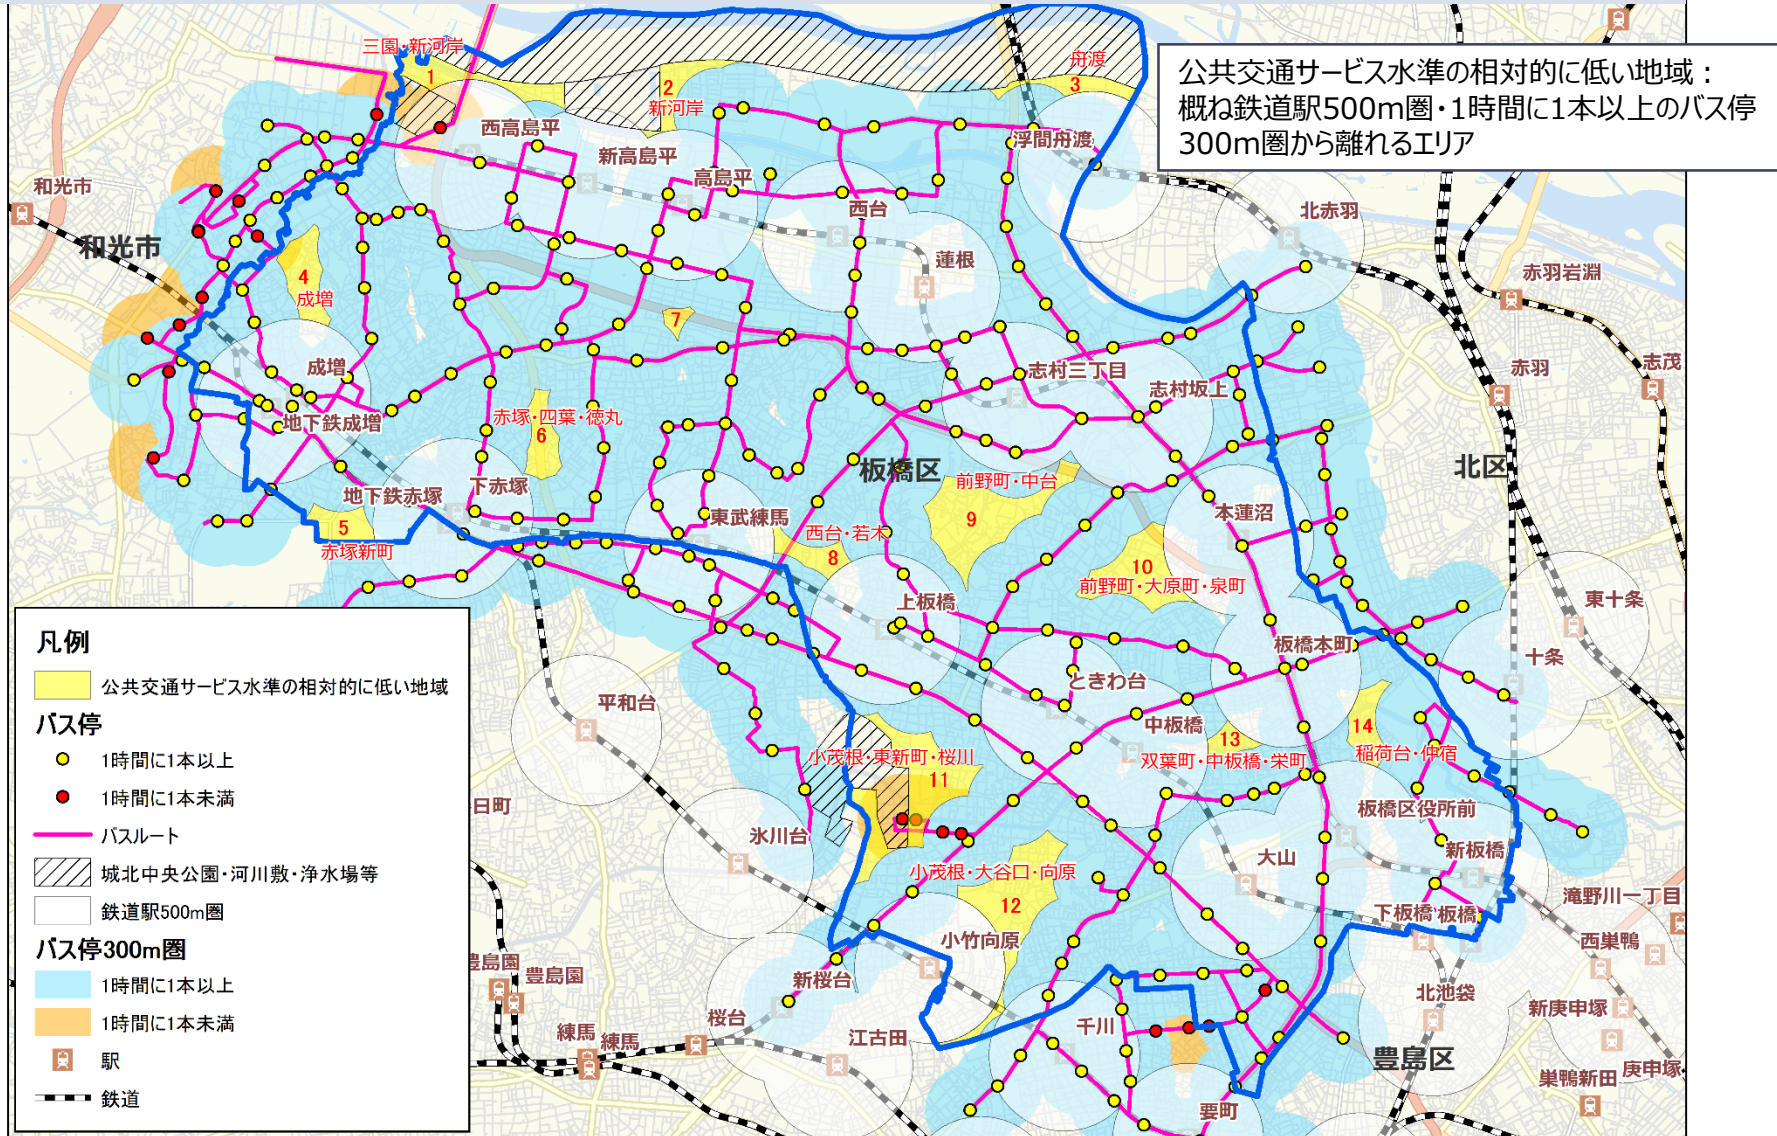 公共交通サービス水準の相対的に低い地域：
概ね鉄道駅500m圏・1時間に1本以上のバス停
300m圏から離れるエリア
三園・新河岸
1
2
新河岸
舟渡
3
西高島平
新高島平
高島平
浮間舟渡
西台
蓮根
北赤羽
赤羽岩淵
和光市
和光市
4
成増
7
成増
地下鉄成増
志村三丁目
志村坂上
赤羽
志茂
赤塚・四葉・徳丸
6
板橋区
北区
前野町・中台
9
地下鉄赤塚
下赤塚
5
赤塚新町
東武練馬
西台・若木
8
本蓮沼
10
前野町・大原町・泉町
上板橋
東十条
十条
板橋本町
ときわ台
平和台
中板橋
13
双葉町・中板橋・栄町
14
稲荷台・仲宿
小茂根・東新町・桜川
11
板橋区役所前
新板橋
日町
氷川台
小茂根・大谷口・向原
12
大山
下板橋
板橋
滝野川一丁目
西巣鴨
小竹向原
新桜台
豊島園
豊島園
北池袋
新庚申塚
千川
桜台
練馬
練馬
江古田
豊島区
巣鴨新田
庚申塚
要町
凡例
公共交通サービス水準の相対的に低い地域
バス停
1時間に1本以上
1時間に1本未満
バスルート
城北中央公園・河川敷・浄水場等
鉄道駅500m圏
バス停300m圏
1時間に1本以上
1時間に1本未満
駅
鉄道